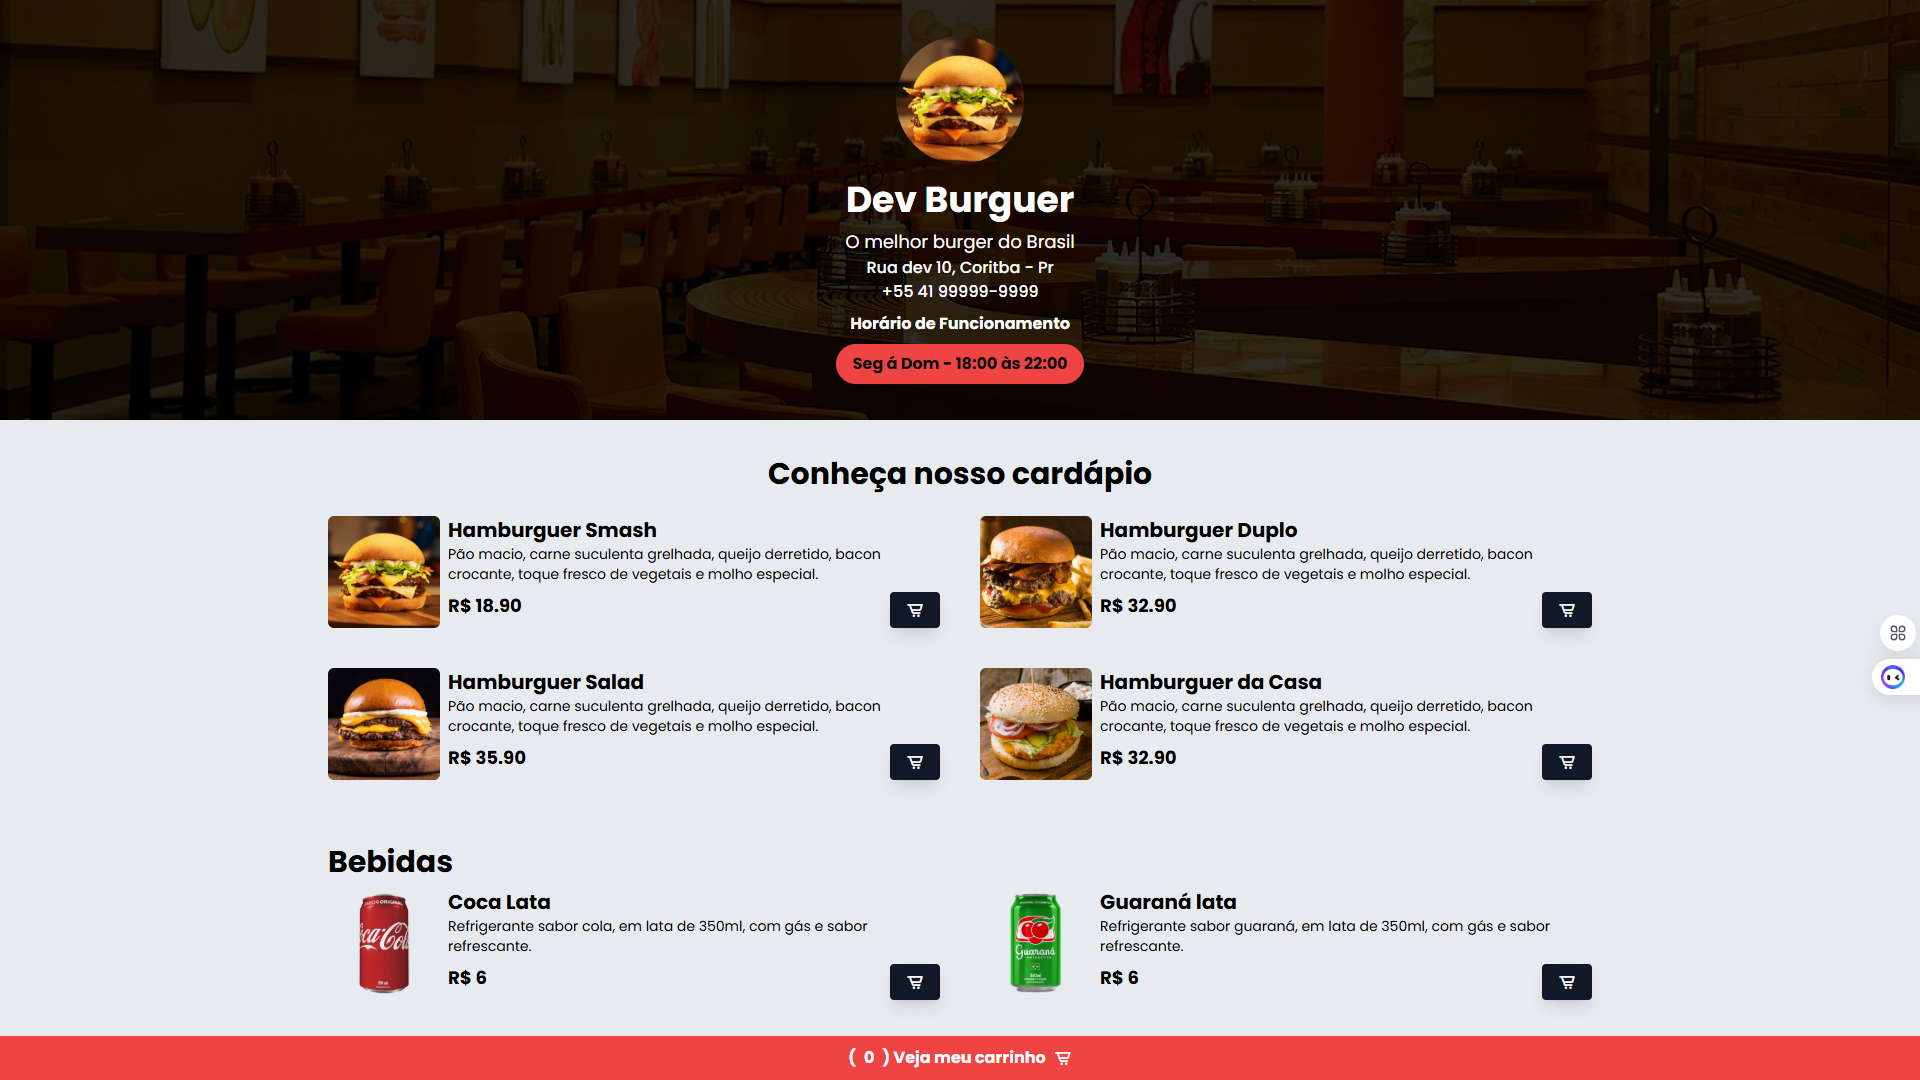 Dev Burguer
O melhor burger do Brasil
Rua dev 10, Coritba - Pr
+55 41 99999-9999
Horário de Funcionamento
Seg á Dom - 18:00 às 22:00
Conheça nosso cardápio
Hamburguer Smash
Pão macio, carne suculenta grelhada, queijo derretido, bacon
crocante, toque fresco de vegetais e molho especial.
R$ 18.90
Hamburguer Duplo
Pão macio, carne suculenta grelhada, queijo derretido, bacon
crocante, toque fresco de vegetais e molho especial.
R$ 32.90
Hamburguer Salad
Pão macio, carne suculenta grelhada, queijo derretido, bacon
crocante, toque fresco de vegetais e molho especial.
R$ 35.90
Hamburguer da Casa
Pão macio, carne suculenta grelhada, queijo derretido, bacon
crocante, toque fresco de vegetais e molho especial.
R$ 32.90
Bebidas
Coca Lata
Refrigerante sabor cola, em lata de 350ml, com gás e sabor
refrescante.
R$ 6
Guaraná lata
Refrigerante sabor guaraná, em lata de 350ml, com gás e sabor
refrescante.
R$ 6
Guaraná
( 0 ) Veja meu carrinho